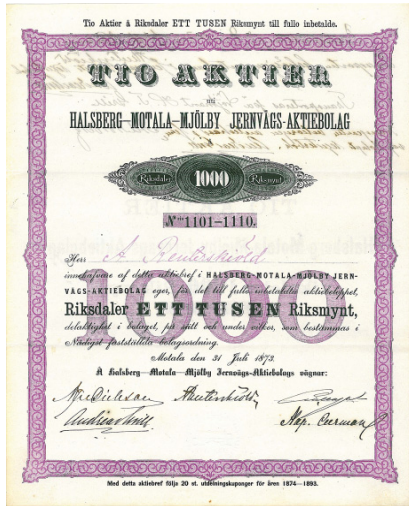 Tio Aktier å Riksdaler ETT TUSEN Riksmynt till fullo inbetalde.
TIO AKTIER
uti
HALSBERG–MOTALA–MJÖLBY JERNVÄGS-AKTIEBOLAG
Riksdaler 1000 Riksmynt.
No 1101–1110.
Herr A Reuterskiöld
innehafvare af detta aktiebref i HALSBERG-MOTALA-MJÖLBY JERN-
VÄGS-AKTIEBOLAG eger, för det till fullo inbetalda aktiebeloppet,
Riksdaler ETT TUSEN Riksmynt,
delaktighet i bolaget, på sätt och under vilkor, som bestämmas i
Nådigst fastställda bolagsordning.
Motala den 31 Juli 1873.
Å Halsberg–Motala–Mjölby Jernvägs-Aktiebolags vägnar:
Med detta aktiebref följa 20 st. utdelningskuponger för åren 1874–1893.